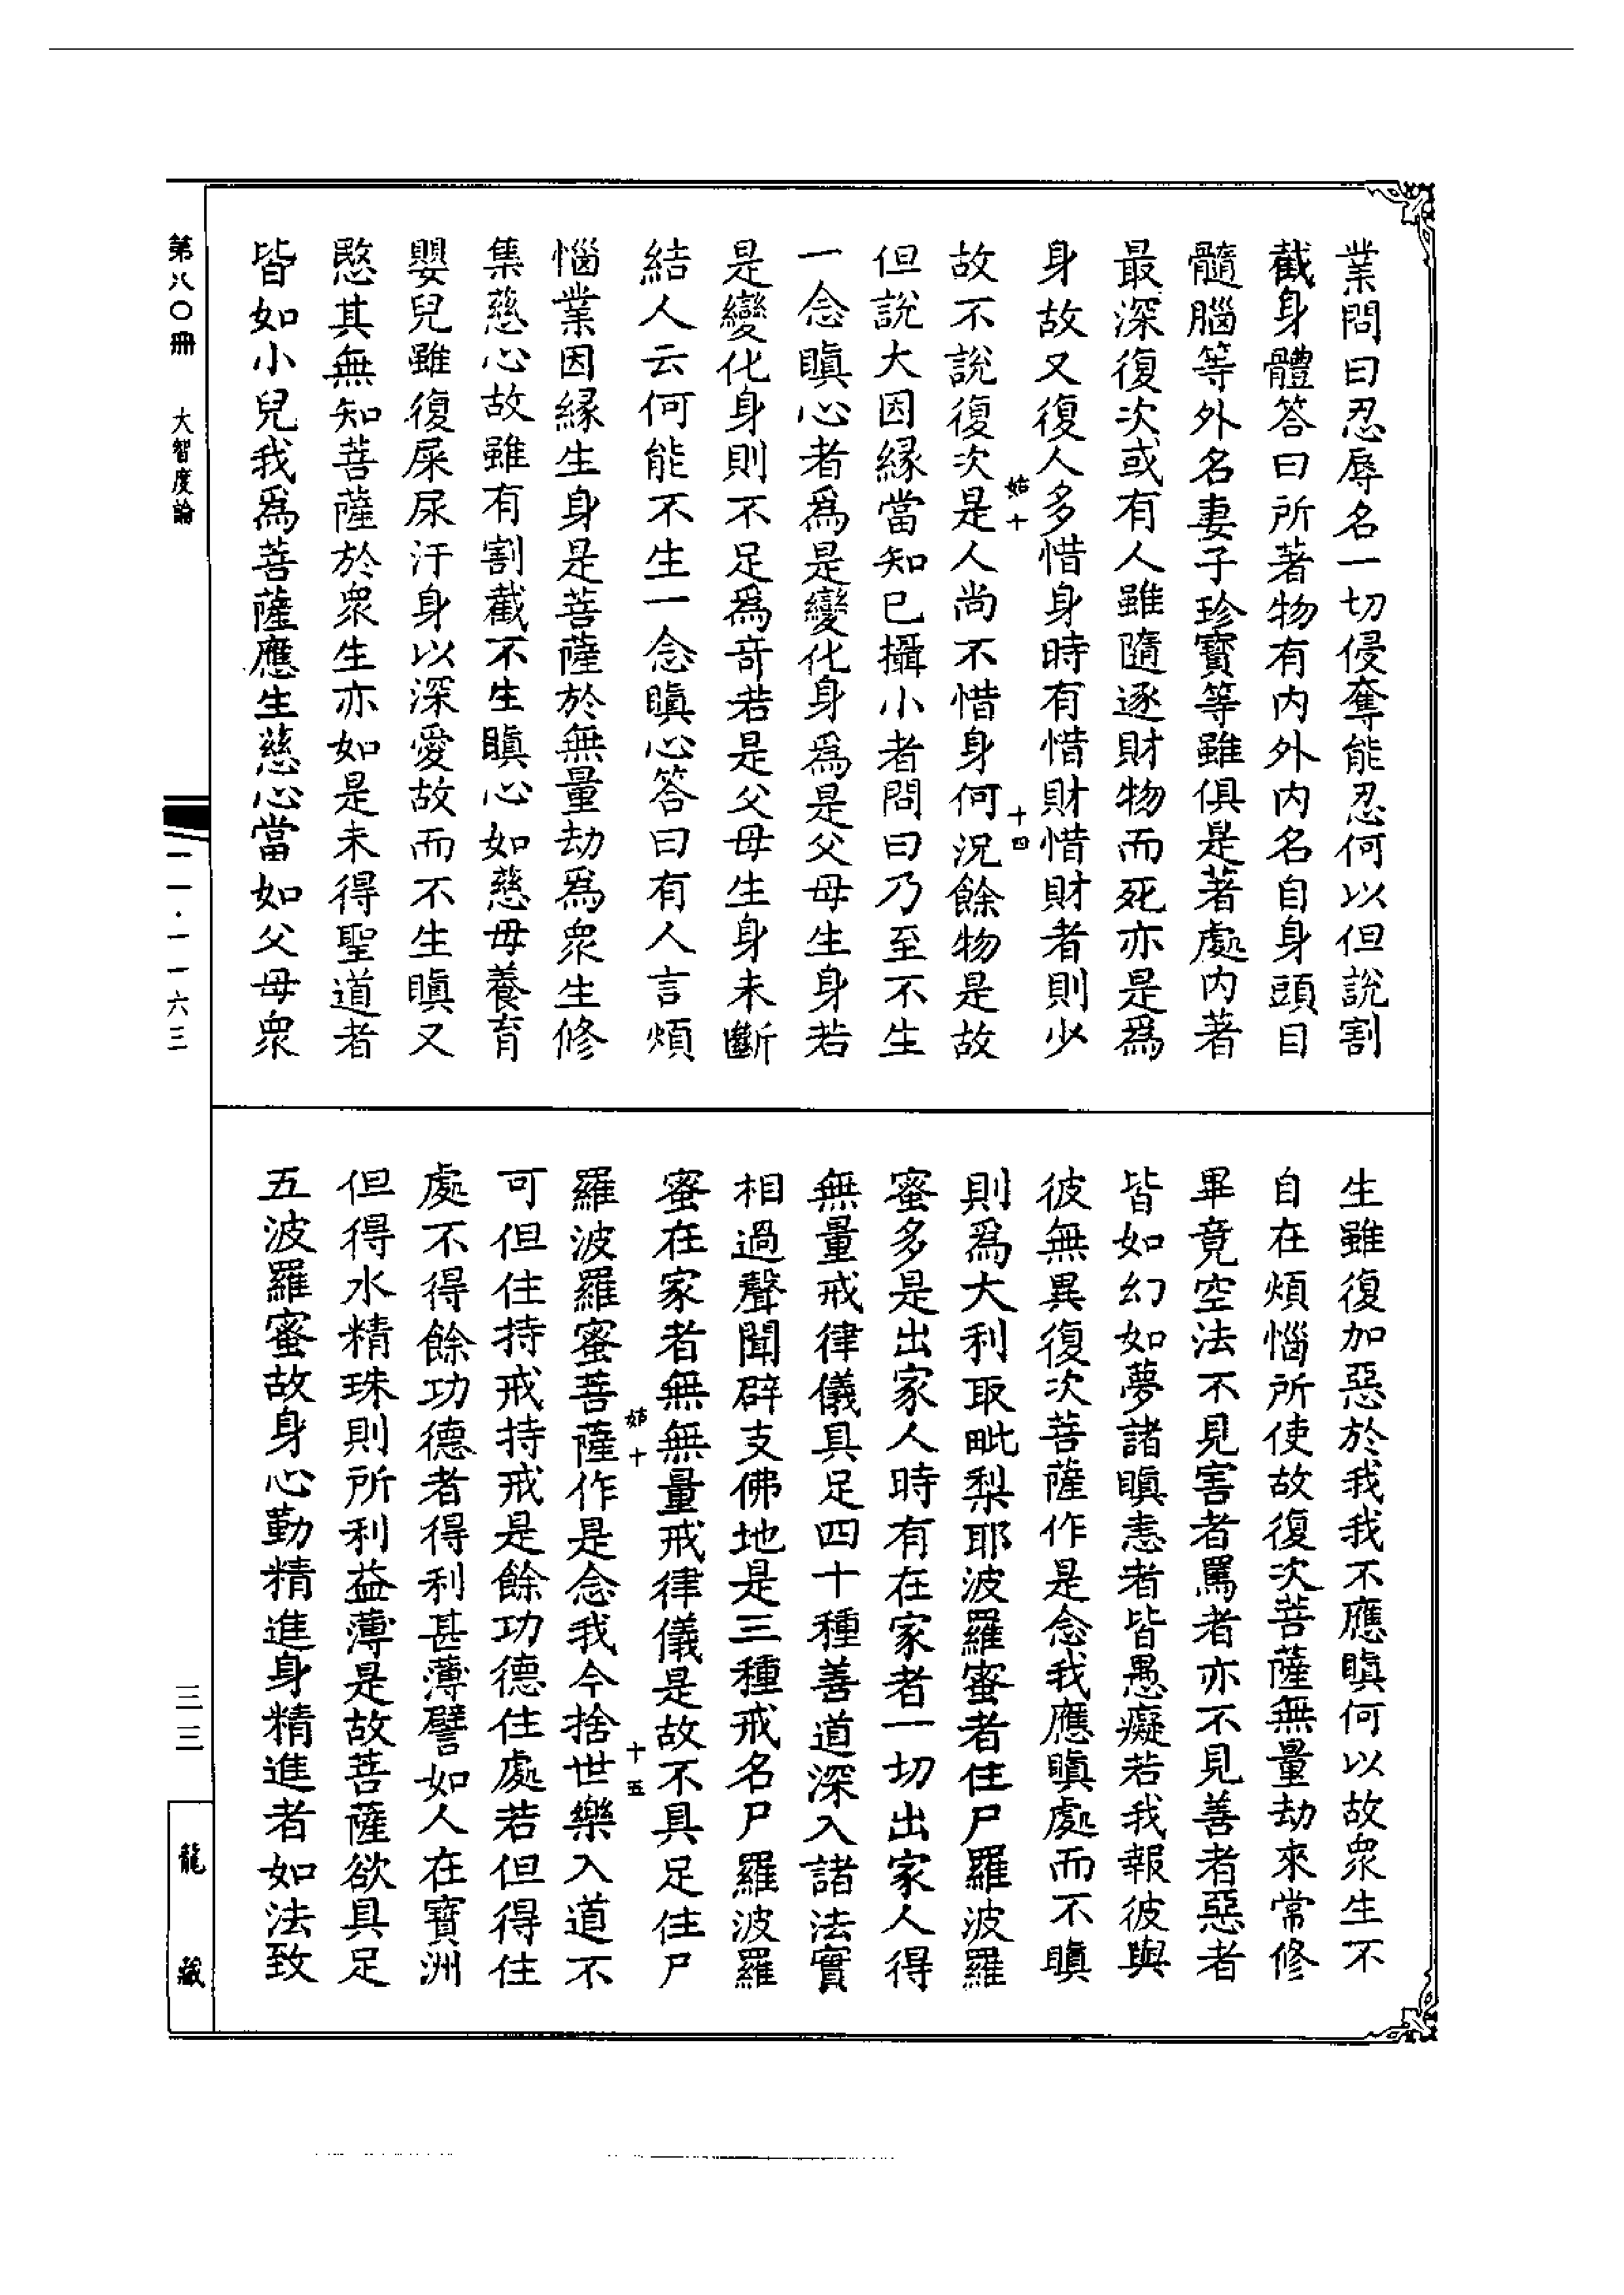 業問曰忍辱名一切侵奪能忍何以但說割
截身體答曰所著物有内外内名自身頭目
髓腦等外名妻子珍寶等雖俱是著處内著
最深復次或有人雖隨逐財物而死亦是爲
身故又復人多惜身時有惜財惜財者則少
姑十
十四
故不說復次是人尚不惜身何況餘物是故
但說大因緣當知已攝小者問曰乃至不生
一念瞋心者爲是變化身爲是父母生身若
是變化身則不足爲奇若是父母生身未斷
結人云何能不生一念瞋心答曰有人言煩
惱業因緣生身是菩薩於無量劫爲衆生修
集慈心故雖有割截不生瞋心如慈母養育
嬰兒雖復屎尿汙身以深愛故而不生瞋又
愍其無知菩薩於衆生亦如是未得聖道者
皆如小兒我爲菩薩應生慈心當如父母衆
生雖復加惡於我我不應瞋何以故衆生不
自在煩惱所使故復次菩薩無量劫來常修
畢竟空法不見害者罵者亦不見善者惡者
皆如幻如夢諸瞋恚者皆愚癡若我報彼與
彼無異復次菩薩作是念我應瞋處而不瞋
則爲大利取毗梨耶波羅蜜者住尸羅波羅
蜜多是出家人時有在家者一切出家人得
無量戒律儀具足四十種善道深入諸法實
相過聲聞辟支佛地是三種戒名尸羅波羅
蜜在家者無無量戒律儀是故不具足住尸
姑十
十五
羅波羅蜜菩薩作是念我今捨世樂入道不
可但住持戒持戒是餘功德住處若但得住
處不得餘功德者得利甚薄譬如人在寶洲
但得水精珠則所利益薄是故菩薩欲具足
五波羅蜜故身心勤精進身精進者如法致
第八〇冊 大智度論
一一·一一六三
三三
龍藏